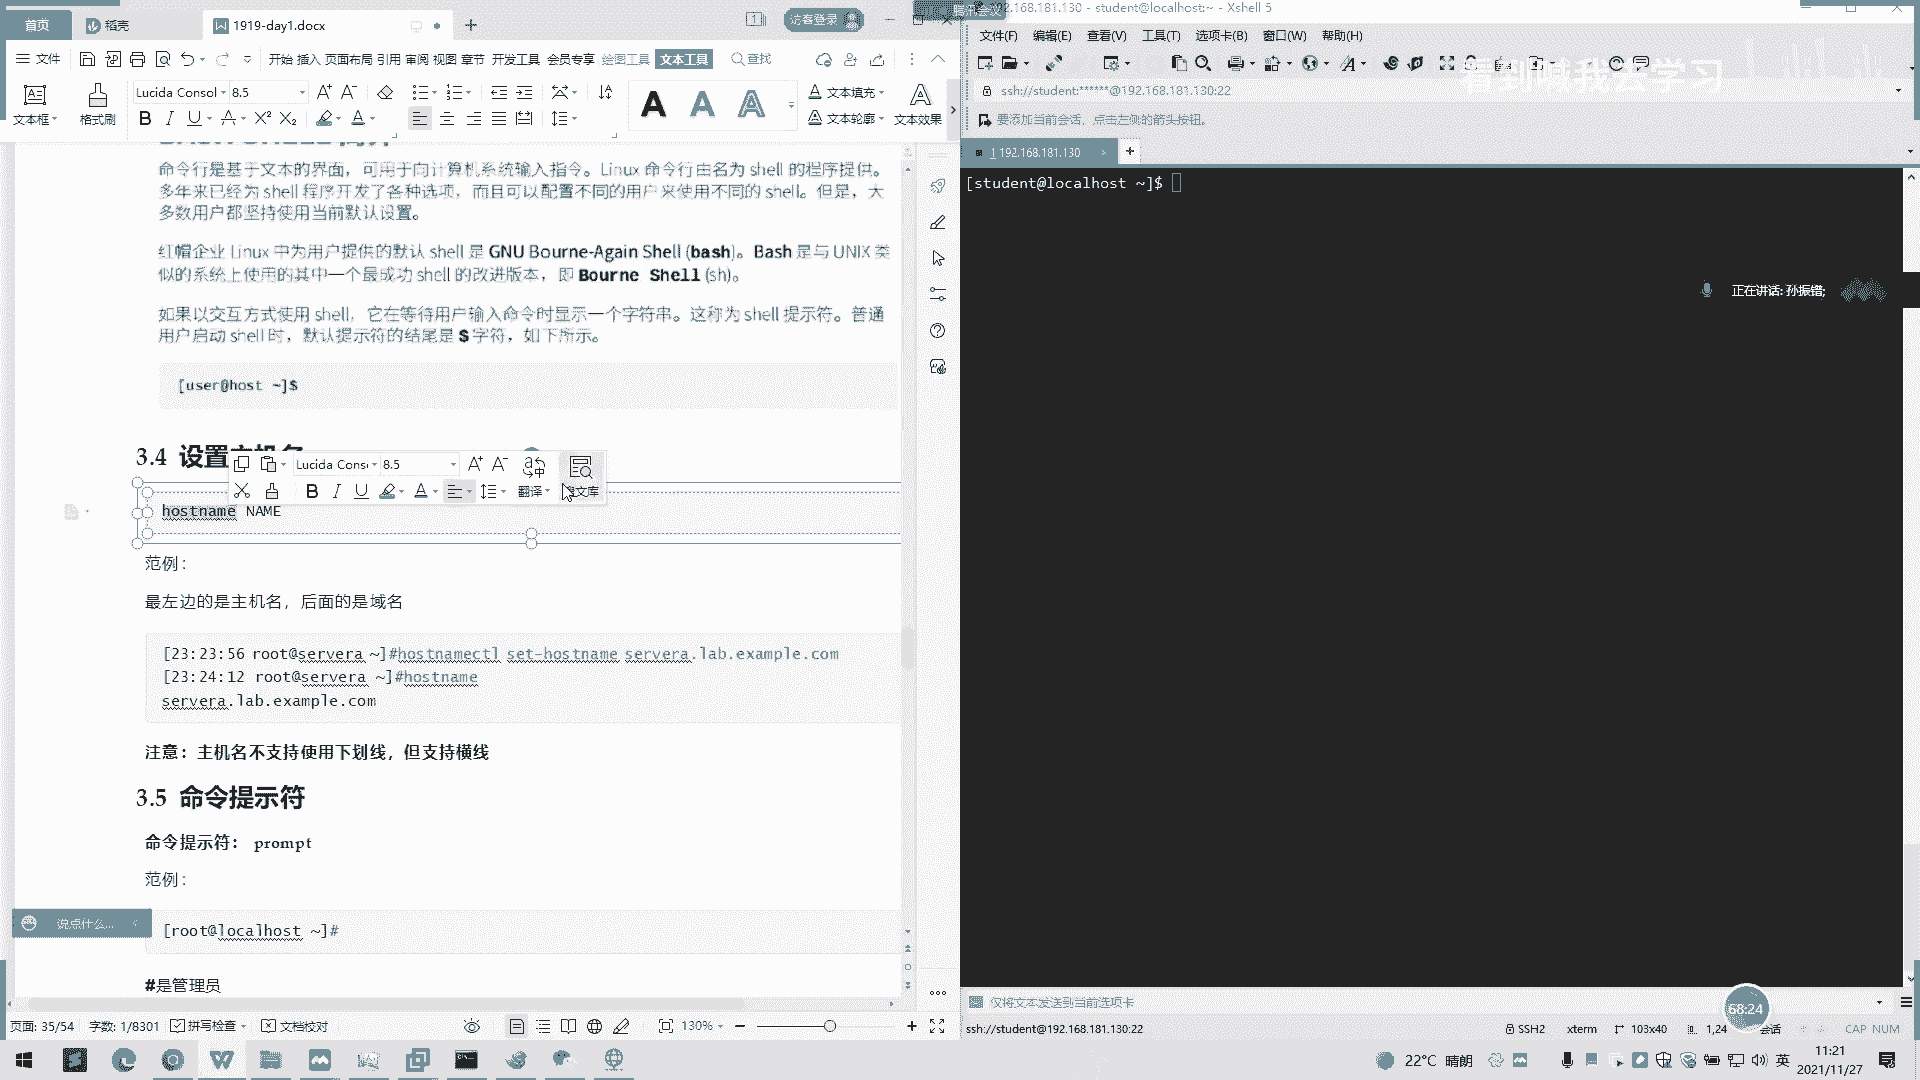 首页
稻壳
1919-day1.docx
访客登录
腾讯会议
192.168.181.130 - student@localhost:~ - Xshell 5
文件
开始 插入 页面布局 引用 审阅 视图 章节 开发工具 会员专享 绘图工具 文本工具 查找
文件(F) 编辑(E) 查看(V) 工具(T) 选项卡(B) 窗口(W) 帮助(H)
看到喊我去学习
文本框 格式刷
Lucida Consol 8.5
文本填充
文本轮廓
文本效果
ssh://student:******@192.168.181.130:22
要添加当前会话，点击左侧的箭头按钮。
1 192.168.181.130
命令行是基于文本的界面，可用于向计算机系统输入指令。Linux 命令行由名为 shell 的程序提供。
多年来已经为 shell 程序开发了各种选项，而且可以配置不同的用户来使用不同的 shell。但是，大
多数用户都坚持使用当前默认设置。
红帽企业 Linux 中为用户提供的默认 shell 是 GNU Bourne-Again Shell (bash)。Bash 是与 UNIX 类
似的系统上使用的其中一个最成功 shell 的改进版本，即 Bourne Shell (sh)。
如果以交互方式使用 shell，它在等待用户输入命令时显示一个字符串。这称为 shell 提示符。普通
用户启动 shell 时，默认提示符的结尾是 $ 字符，如下所示。
[user@host ~]$
3.4 设置主机名
Lucida Cons 8.5
翻译
搜文库
hostname NAME
范例：
最左边的是主机名，后面的是域名
[23:23:56 root@servera ~]#hostnamectl set-hostname servera.lab.example.com
[23:24:12 root@servera ~]#hostname
servera.lab.example.com
注意：主机名不支持使用下划线，但支持横线
3.5 命令提示符
命令提示符： prompt
范例：
[root@localhost ~]#
#是管理员
说点什么...
[student@localhost ~]$
正在讲话: 孙振锴;
仅将文本发送到当前选项卡
68:24
页面: 35/54 字数: 1/8301 拼写检查 文档校对 130%
ssh://student@192.168.181.130:22 SSH2 xterm 103x40 1,24 会话 CAP NUM
22°C 晴朗 英
11:21
2021/11/27